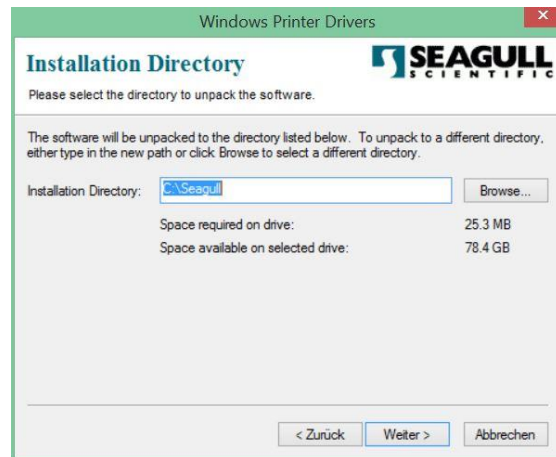 Windows Printer Drivers
Installation Directory
SEAGULL
SCIENTIFIC
Please select the directory to unpack the software.
The software will be unpacked to the directory listed below. To unpack to a different directory,
either type in the new path or click Browse to select a different directory.
Installation Directory: C:\Seagull Browse...
Space required on drive: 25.3 MB
Space available on selected drive: 78.4 GB
< Zurück Weiter > Abbrechen